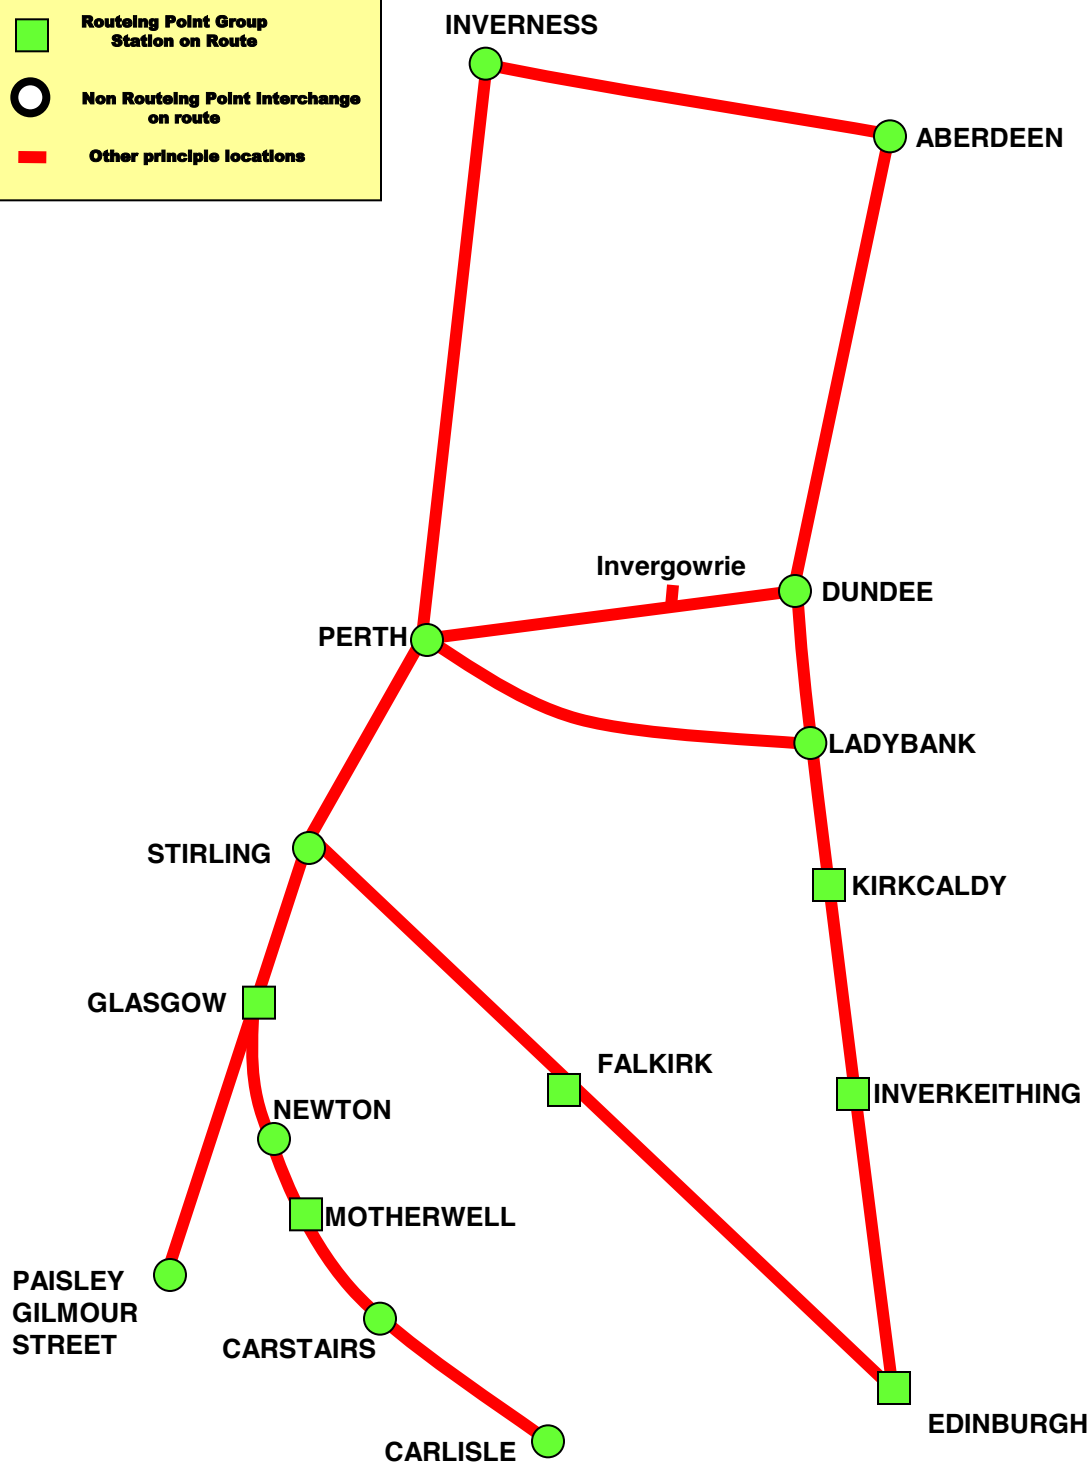 Routeing Point Group
Station on Route
Non Routeing Point Interchange
on route
Other principle locations
INVERNESS
ABERDEEN
Invergowrie
DUNDEE
PERTH
LADYBANK
STIRLING
KIRKCALDY
GLASGOW
FALKIRK
INVERKEITHING
NEWTON
MOTHERWELL
PAISLEY
GILMOUR
STREET
CARSTAIRS
EDINBURGH
CARLISLE